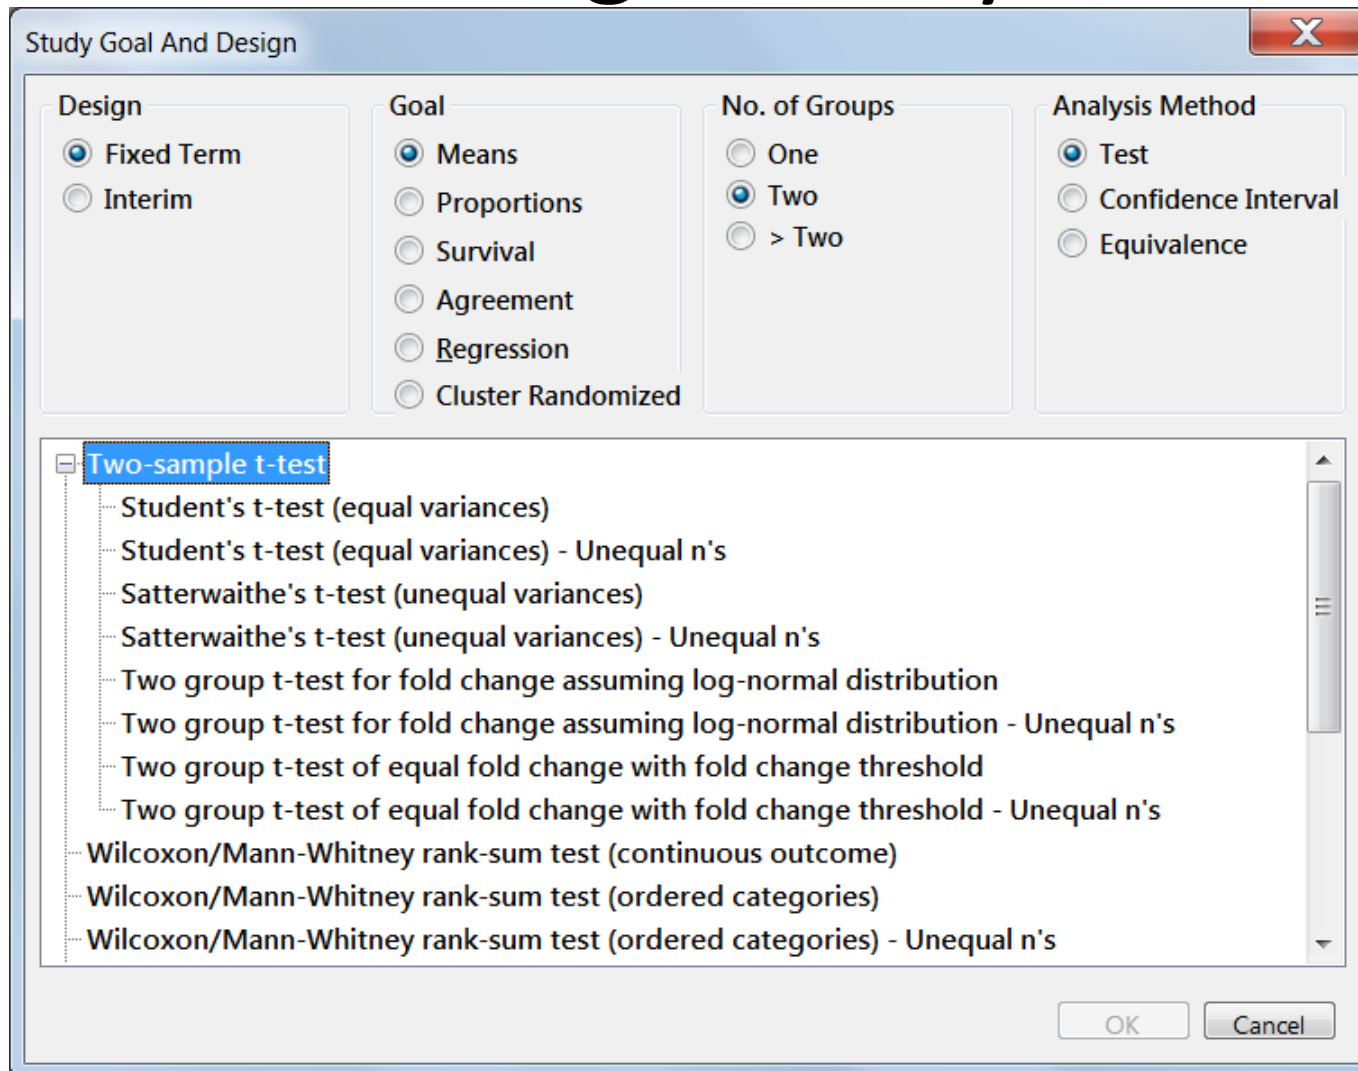 Study Goal And Design
Design
Fixed Term
Interim
Goal
Means
Proportions
Survival
Agreement
Regression
Cluster Randomized
No. of Groups
One
Two
> Two
Analysis Method
Test
Confidence Interval
Equivalence
Two-sample t-test
Student's t-test (equal variances)
Student's t-test (equal variances) - Unequal n's
Satterwaithe's t-test (unequal variances)
Satterwaithe's t-test (unequal variances) - Unequal n's
Two group t-test for fold change assuming log-normal distribution
Two group t-test for fold change assuming log-normal distribution - Unequal n's
Two group t-test of equal fold change with fold change threshold
Two group t-test of equal fold change with fold change threshold - Unequal n's
Wilcoxon/Mann-Whitney rank-sum test (continuous outcome)
Wilcoxon/Mann-Whitney rank-sum test (ordered categories)
Wilcoxon/Mann-Whitney rank-sum test (ordered categories) - Unequal n's
OK
Cancel